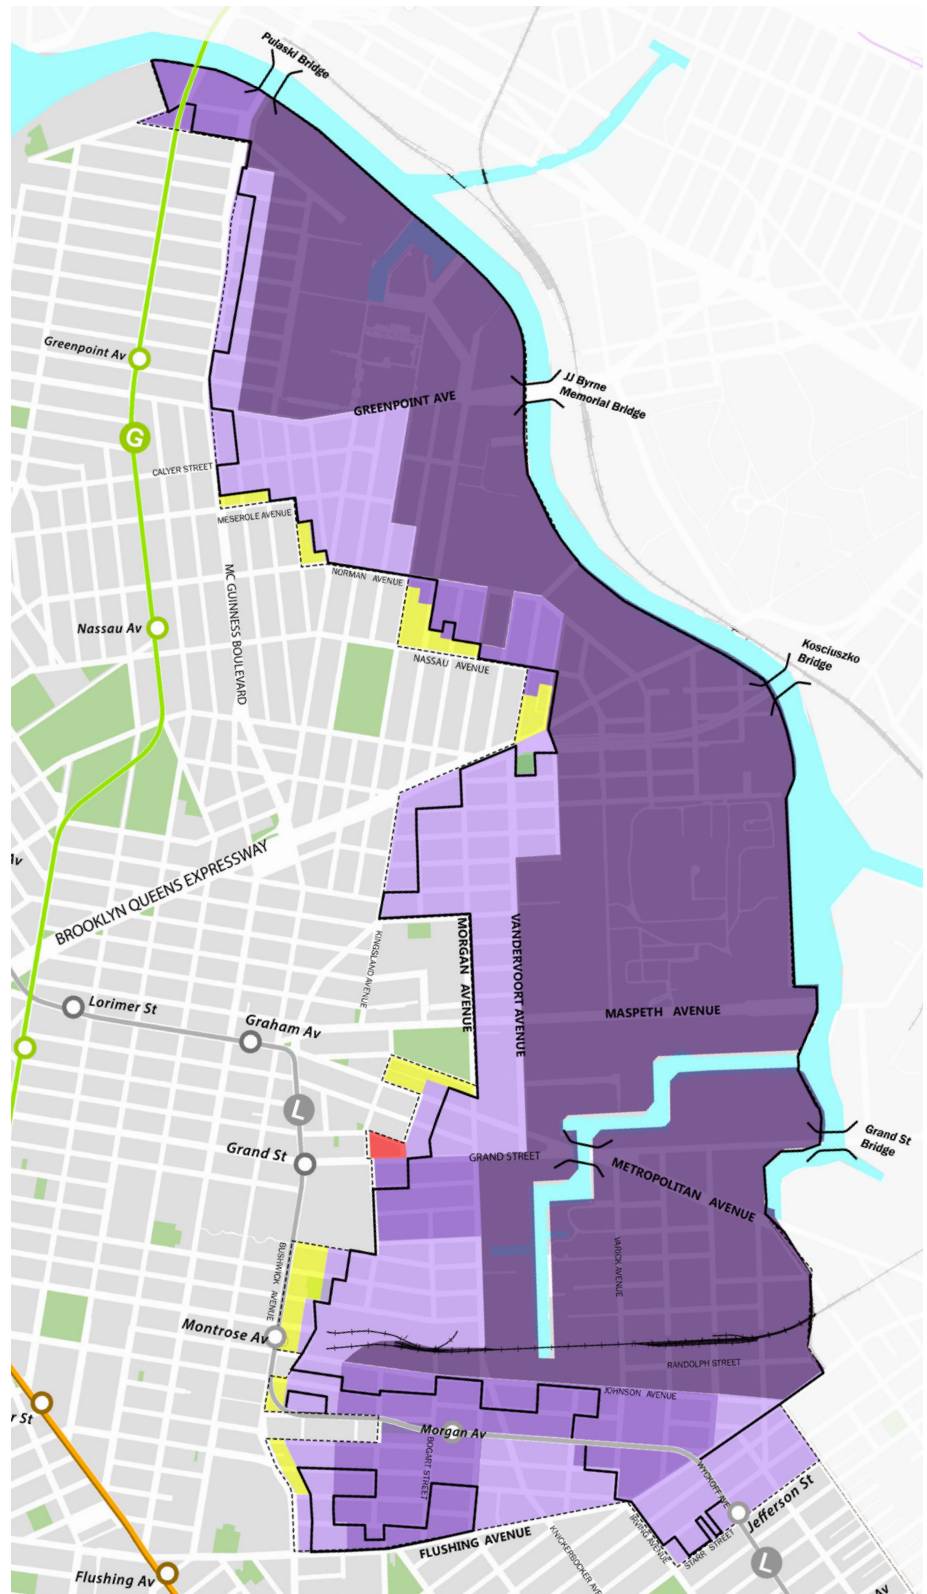 Pulaski Bridge
Greenpoint Av
JJ Byrne
Memorial Bridge
GREENPOINT AVE
G
CALYER STREET
MESEROLE AVENUE
NORMAN AVENUE
MC GUINNESS BOULEVARD
Nassau Av
NASSAU AVENUE
Kosciuszko
Bridge
BROOKLYN QUEENS EXPRESSWAY
KINGSLAND AVENUE
MORGAN AVENUE
VANDERVOORT AVENUE
Lorimer St
Graham Av
MASPETH AVENUE
L
Grand St
GRAND STREET
METROPOLITAN AVENUE
Grand St
Bridge
VARICK AVENUE
BUSHWICK AVENUE
Montrose Av
RANDOLPH STREET
JOHNSON AVENUE
Morgan Av
BOGART STREET
WYCKOFF AVE
Jefferson St
STARR STREET
IRVING AVENUE
FLUSHING AVENUE
L
Flushing Av